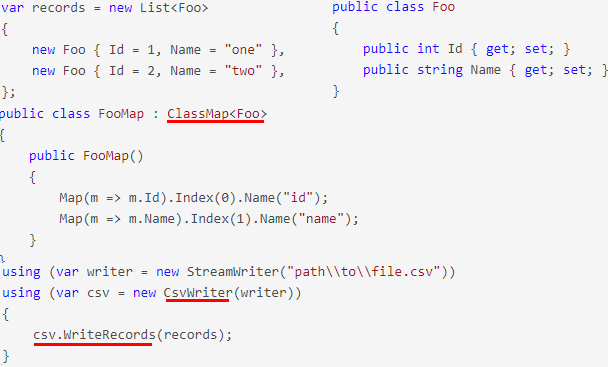 var records = new List<Foo>
{
    new Foo { Id = 1, Name = "one" },
    new Foo { Id = 2, Name = "two" },
};
public class Foo
{
    public int Id { get; set; }
    public string Name { get; set; }
}
public class FooMap : ClassMap<Foo>
{
    public FooMap()
    {
        Map(m => m.Id).Index(0).Name("id");
        Map(m => m.Name).Index(1).Name("name");
    }
}
using (var writer = new StreamWriter("path\\to\\file.csv"))
using (var csv = new CsvWriter(writer))
{
    csv.WriteRecords(records);
}